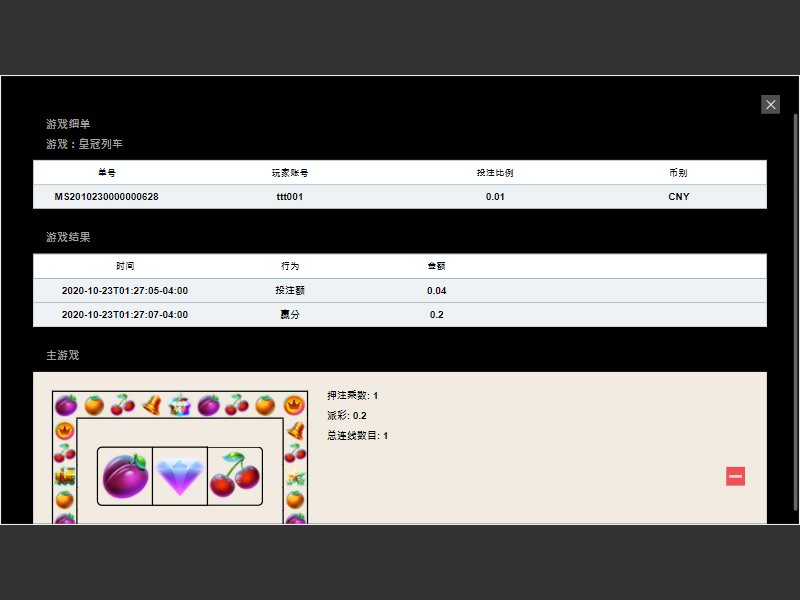 游戏细单
游戏：皇冠列车
单号 玩家账号 投注比例 币别
MS2010230000000628 ttt001 0.01 CNY
游戏结果
时间 行为 金额
2020-10-23T01:27:05-04:00 投注额 0.04
2020-10-23T01:27:07-04:00 赢分 0.2
主游戏
押注乘数: 1
派彩: 0.2
总连线数目: 1